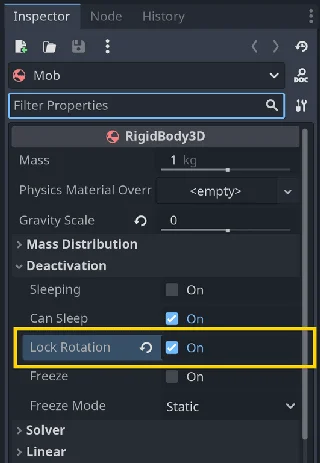 Inspector Node History
Mob
DOC
Filter Properties
RigidBody3D
Mass 1 kg
Physics Material Overr <empty>
Gravity Scale 0
Mass Distribution
Deactivation
Sleeping On
Can Sleep On
Lock Rotation On
Freeze On
Freeze Mode Static
Solver
Linear